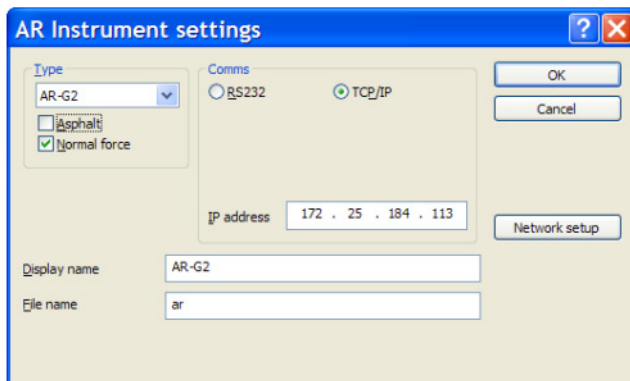 AR Instrument settings
Type
AR-G2
Asphalt
Normal force
Comms
RS232
TCP/IP
IP address
172 . 25 . 184 . 113
OK
Cancel
Network setup
Display name
AR-G2
File name
ar